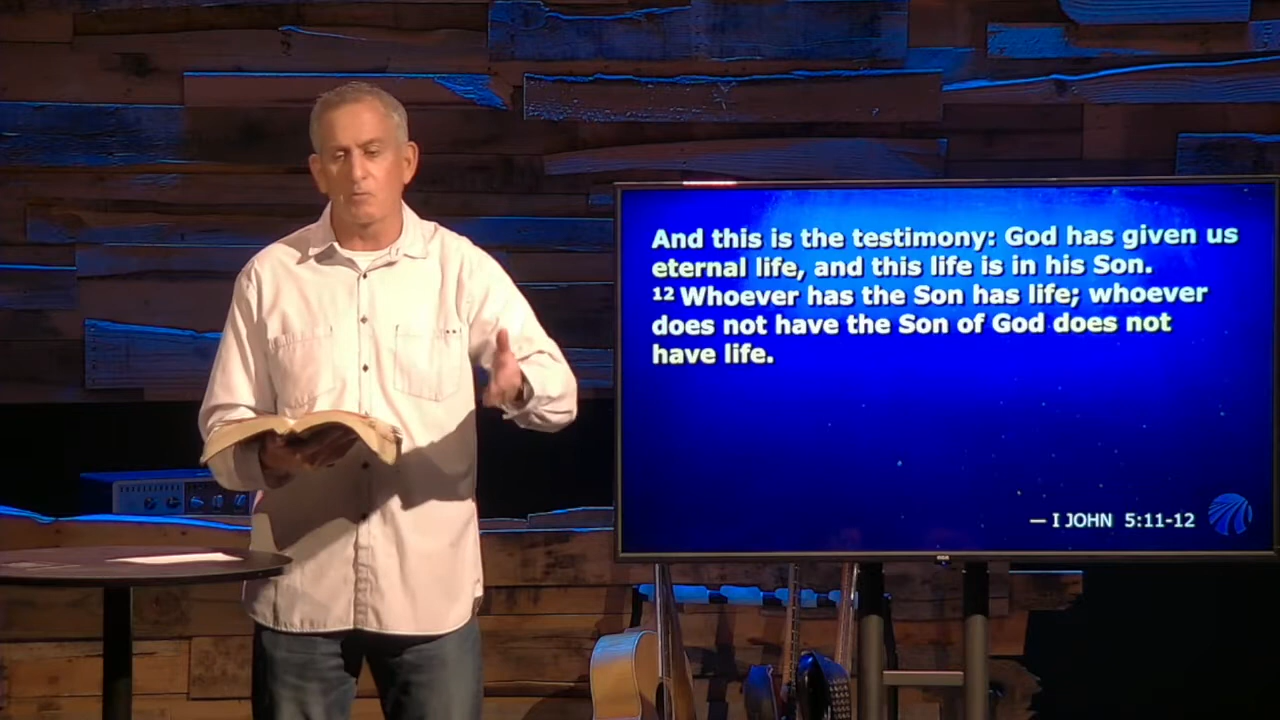 And this is the testimony: God has given us
eternal life, and this life is in his Son.
12 Whoever has the Son has life; whoever
does not have the Son of God does not
have life.
— I JOHN 5:11-12
RCA